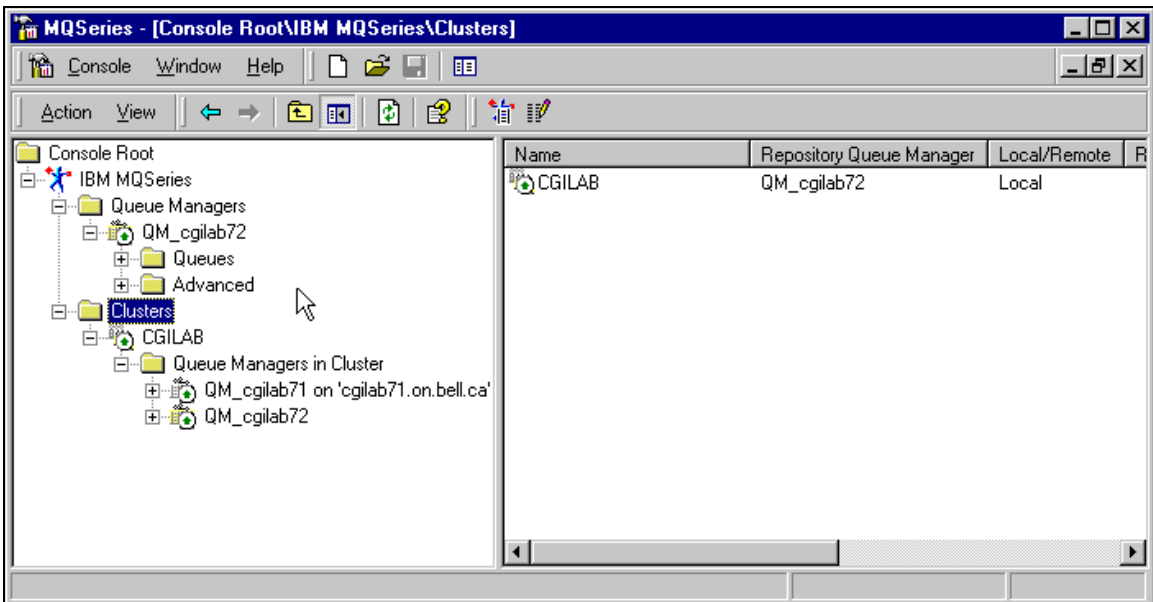 MQSeries - [Console Root\IBM MQSeries\Clusters]
Console Window Help
Action View
Console Root
IBM MQSeries
Queue Managers
QM_cgilab72
Queues
Advanced
Clusters
CGILAB
Queue Managers in Cluster
QM_cgilab71 on 'cgilab71.on.bell.ca'
QM_cgilab72
Name Repository Queue Manager Local/Remote R
CGILAB QM_cgilab72 Local